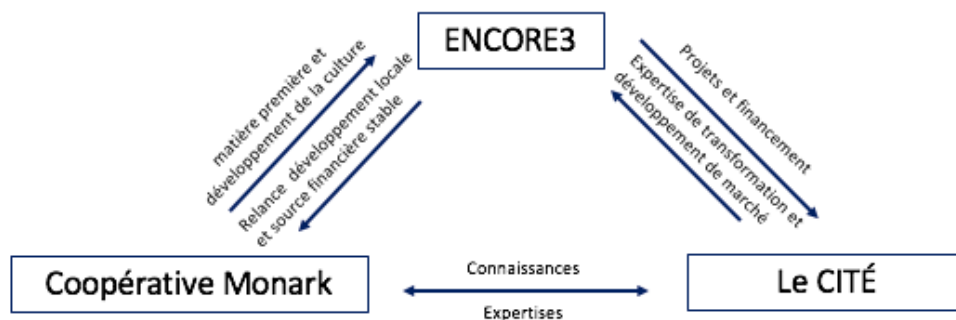 ENCORE3
matière première et
développement de la culture
Relance développement locale
et source financière stable
Projets et financement
Expertise de transformation et
développement de marché
Coopérative Monark
Connaissances
Expertises
Le CITÉ